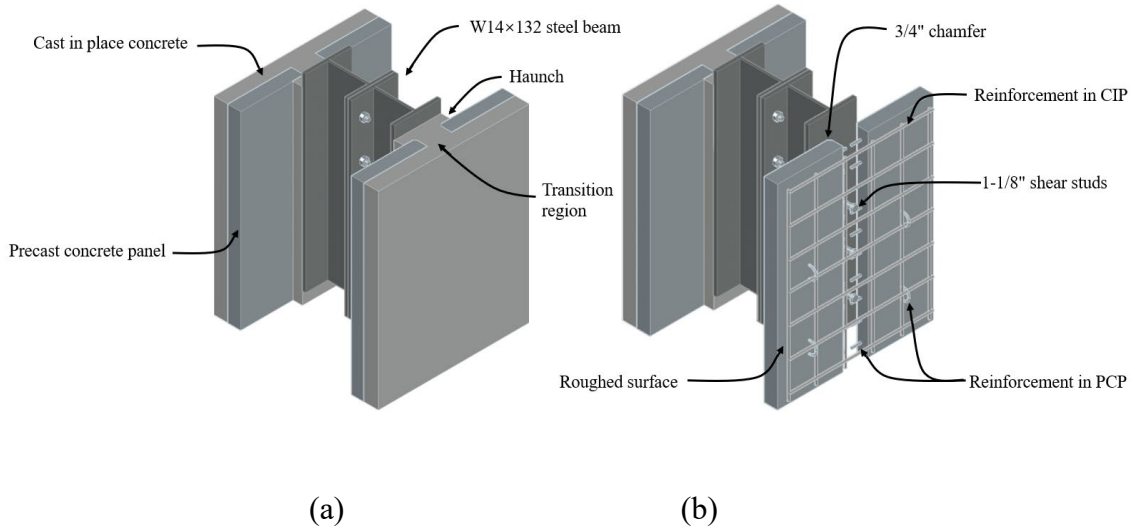 Cast in place concrete
W14×132 steel beam
Haunch
Transition
region
Precast concrete panel
(a)
3/4" chamfer
Reinforcement in CIP
1-1/8" shear studs
Roughed surface
Reinforcement in PCP
(b)